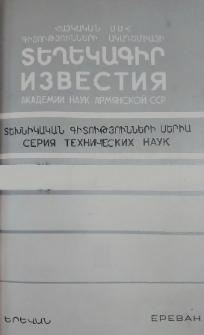 ՀԱՅԿԱԿԱՆ ՍՍՀ
ԳԻՏՈՒԹՅՈՒՆՆԵՐԻ ԱԿԱԴԵՄԻԱՅԻ
ՏԵՂԵԿԱԳԻՐ
ИЗВЕСТИЯ
АКАДЕМИИ НАУК АРМЯНСКОЙ ССР
ՏԵԽՆԻԿԱԿԱՆ ԳԻՏՈՒԹՅՈՒՆՆԵՐԻ ՍԵՐԻԱ
СЕРИЯ ТЕХНИЧЕСКИХ НАУК
ԵՐԵՎԱՆ
ЕРЕВАН